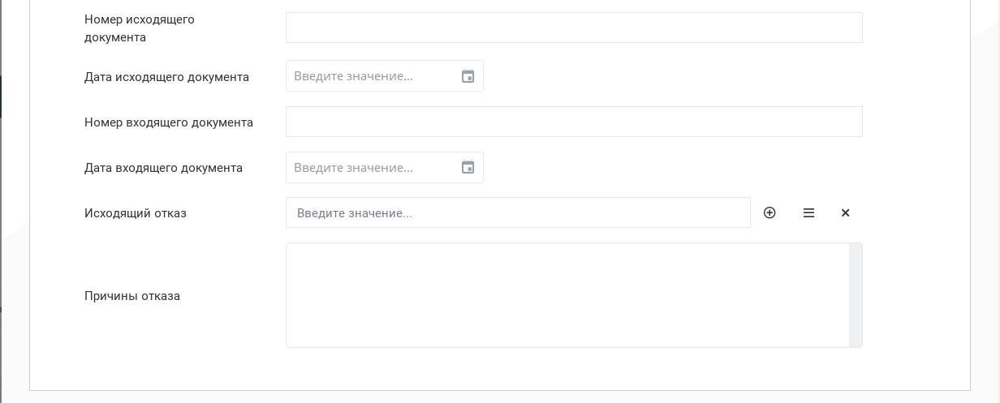 Номер исходящего
документа
Дата исходящего документа
Введите значение...
Номер входящего документа
Дата входящего документа
Введите значение...
Исходящий отказ
Введите значение...
Причины отказа